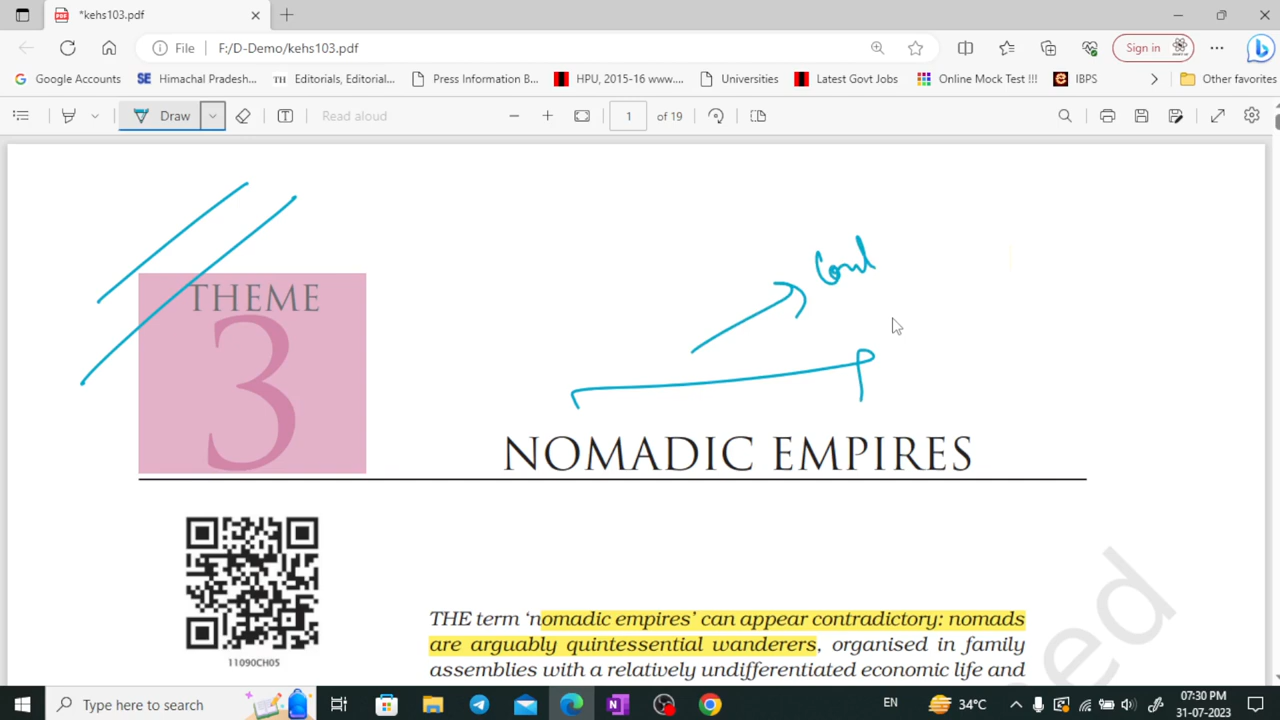 *kehs103.pdf
File F:/D-Demo/kehs103.pdf Sign in
Google Accounts Himachal Pradesh... Editorials, Editorial... Press Information B... HPU, 2015-16 www.... Universities Latest Govt Jobs Online Mock Test !!! IBPS Other favorites
Draw Read aloud 1 of 19
THEME
3
NOMADIC EMPIRES
11090CH05
THE term ‘nomadic empires’ can appear contradictory: nomads
are arguably quintessential wanderers, organised in family
assemblies with a relatively undifferentiated economic life and
ed
Type here to search 34°C EN 07:30 PM
31-07-2023